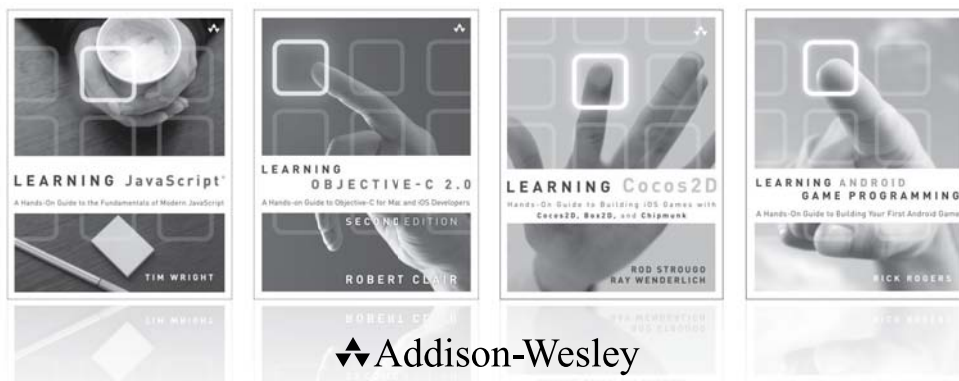 LEARNING JavaScript
A Hands-On Guide to the Fundamentals of Modern JavaScript
TIM WRIGHT
LEARNING
OBJECTIVE-C 2.0
A Hands-on Guide to Objective-C for Mac and iOS Developers
SECOND EDITION
ROBERT CLAIR
LEARNING Cocos2D
Hands-On Guide to Building iOS Games with
Cocos2D, Box2D, and Chipmunk
ROD STROUGO
RAY WENDERLICH
LEARNING ANDROID
GAME PROGRAMMING
A Hands-On Guide to Building Your First Android Game
RICK ROGERS
Addison-Wesley